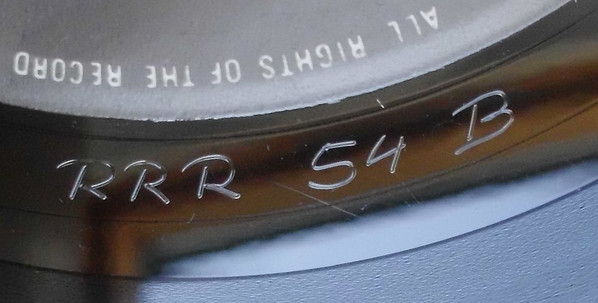 ALL RIGHTS OF THE RECORD
RRR 54 B